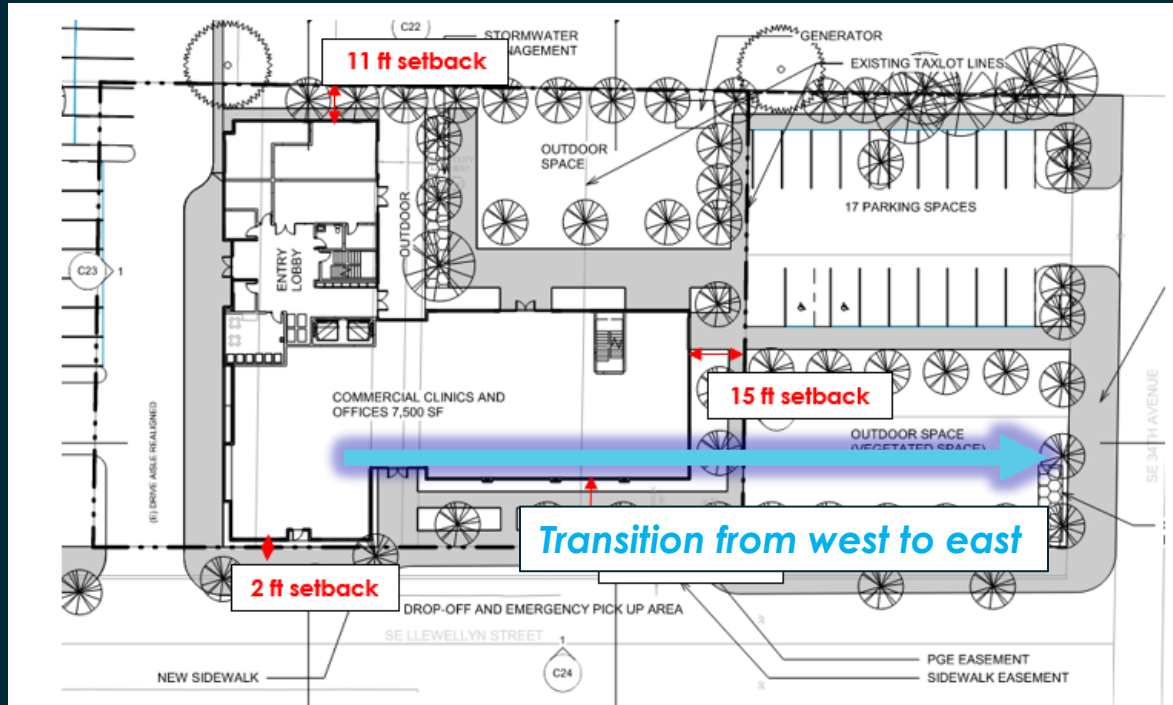 C22
STORMWATER
11 ft setback
NAGEMENT
GENERATOR
EXISTING TAXLOT LINES
OUTDOOR
SPACE
OUTDOOR
17 PARKING SPACES
C23
1
ENTRY
LOBBY
15 ft setback
COMMERCIAL CLINICS AND
OFFICES 7,500 SF
SE 34TH AVENUE
(E) DRIVE AISLE REALIGNED
OUTDOOR SPACE
(VEGETATED SPACE)
Transition from west to east
2 ft setback
DROP-OFF AND EMERGENCY PICK UP AREA
SE LLEWELLYN STREET
1
C24
NEW SIDEWALK
PGE EASEMENT
SIDEWALK EASEMENT